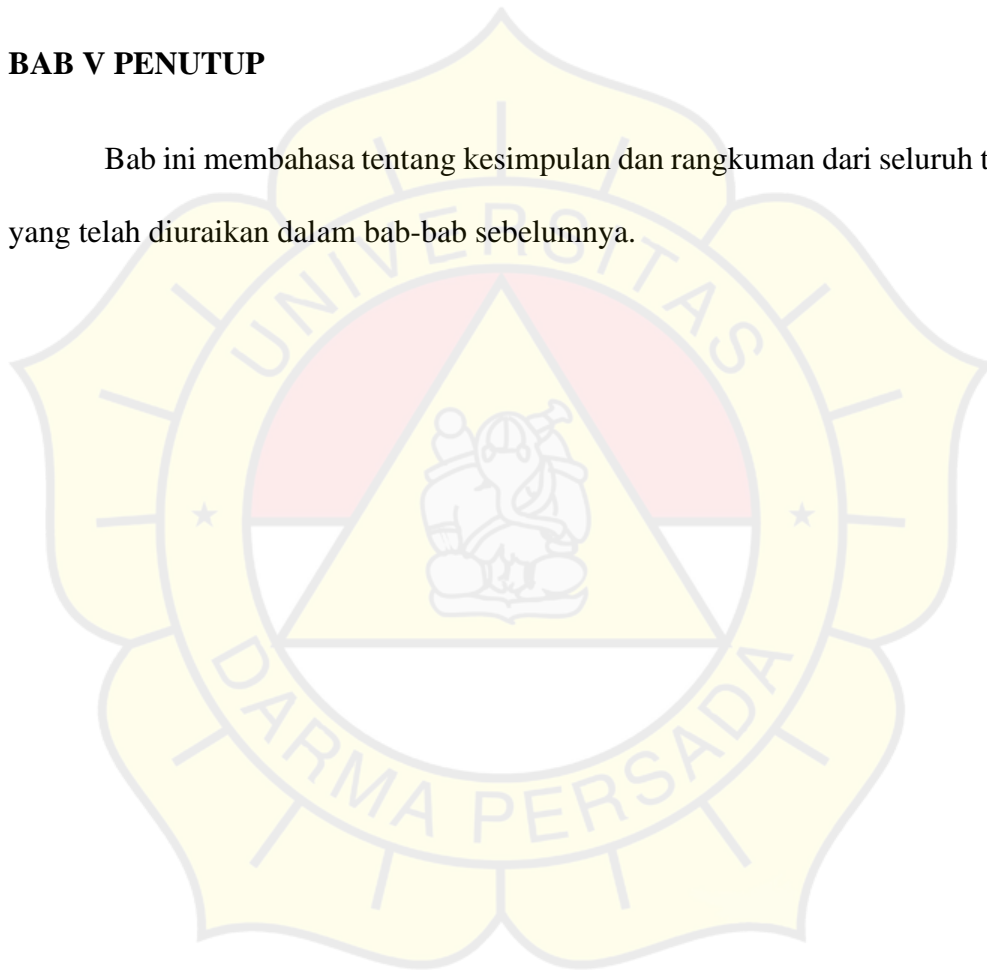 BAB V PENUTUP
Bab ini membahasa tentang kesimpulan dan rangkuman dari seluruh
yang telah diuraikan dalam bab-bab sebelumnya.
UNIVERSITAS
DARMA PERSADA